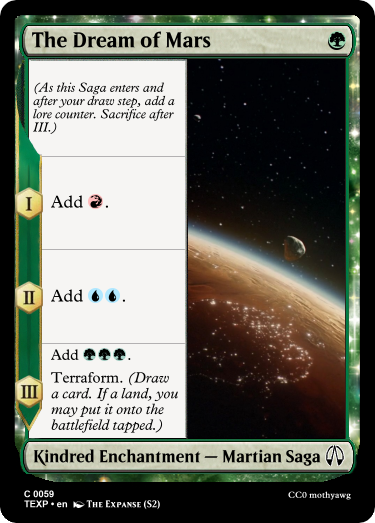 The Dream of Mars
(As this Saga enters and
after your draw step, add a
lore counter. Sacrifice after
III.)
I
Add .
II
Add .
Add .
III
Terraform. (Draw
a card. If a land, you
may put it onto the
battlefield tapped.)
Kindred Enchantment — Martian Saga
C 0059
TEXP • en THE EXPANSE (S2)
CC0 mothyawg